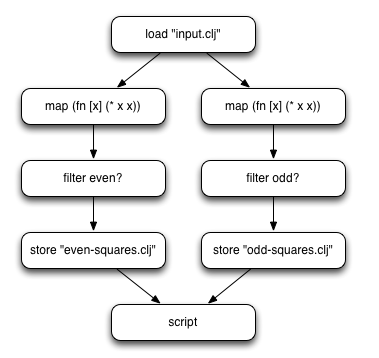 load "input.clj"
map (fn [x] (* x x))
map (fn [x] (* x x))
filter even?
filter odd?
store "even-squares.clj"
store "odd-squares.clj"
script